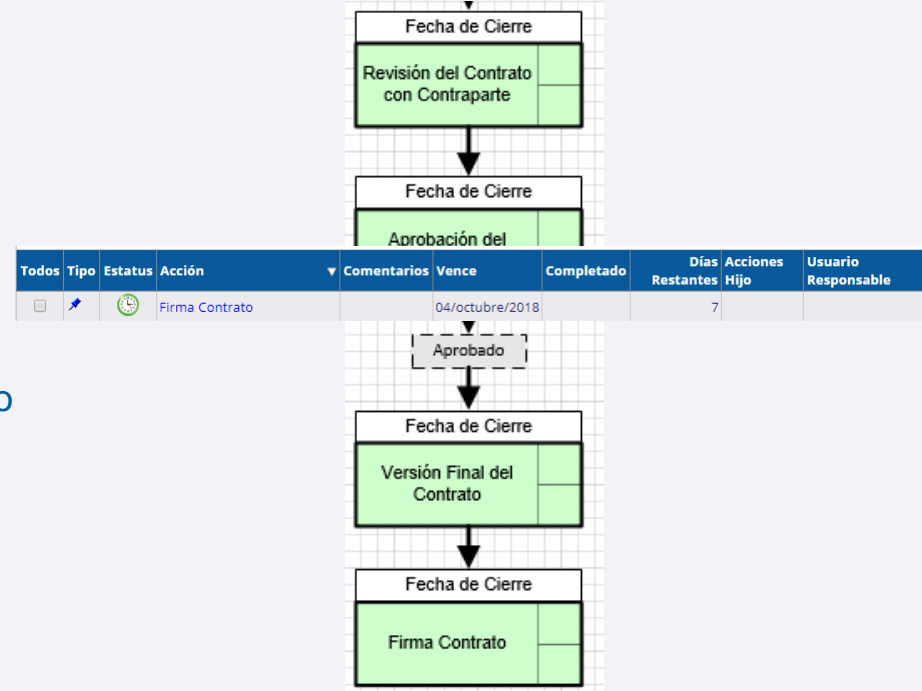 Fecha de Cierre
Revisión del Contrato
con Contraparte
Fecha de Cierre
Aprobación del
Todos Tipo Estatus Acción Comentarios Vence Completado Días Restantes Acciones Hijo Usuario Responsable
Firma Contrato 04/octubre/2018 7
Aprobado
o
Fecha de Cierre
Versión Final del
Contrato
Fecha de Cierre
Firma Contrato